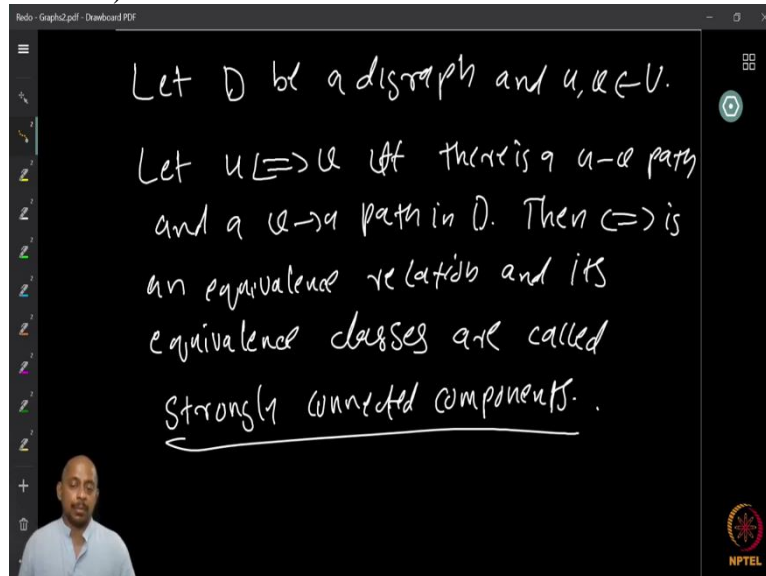 Redo - Graphs2.pdf - Drawboard PDF
Let D be a digraph and u, v ∈ V.
Let u <=> v iff there is a u-v path
and a v-u path in D. Then <=> is
an equivalence relation and its
equivalence classes are called
strongly connected components.
NPTEL